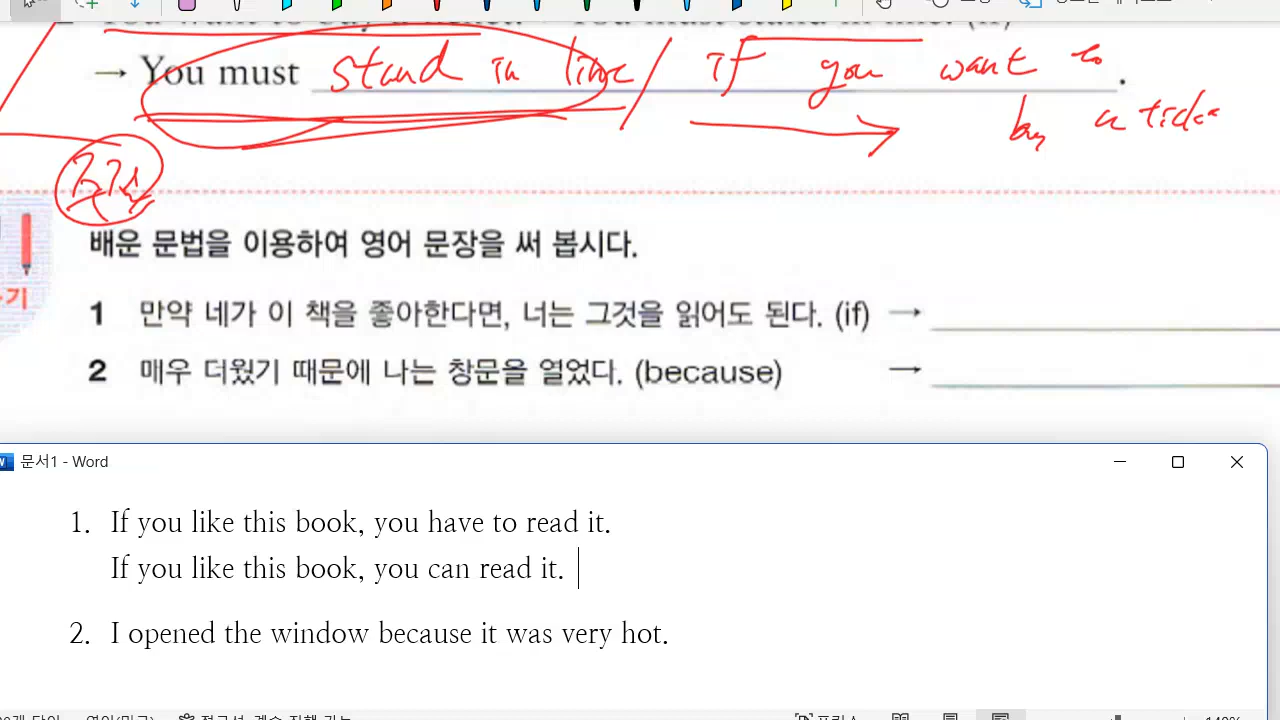 → You must stand in line / if you want to
buy a ticke
주절
배운 문법을 이용하여 영어 문장을 써 봅시다.
1 만약 네가 이 책을 좋아한다면, 너는 그것을 읽어도 된다. (if) →
2 매우 더웠기 때문에 나는 창문을 열었다. (because) →
문서1 - Word
1. If you like this book, you have to read it.
If you like this book, you can read it.
2. I opened the window because it was very hot.